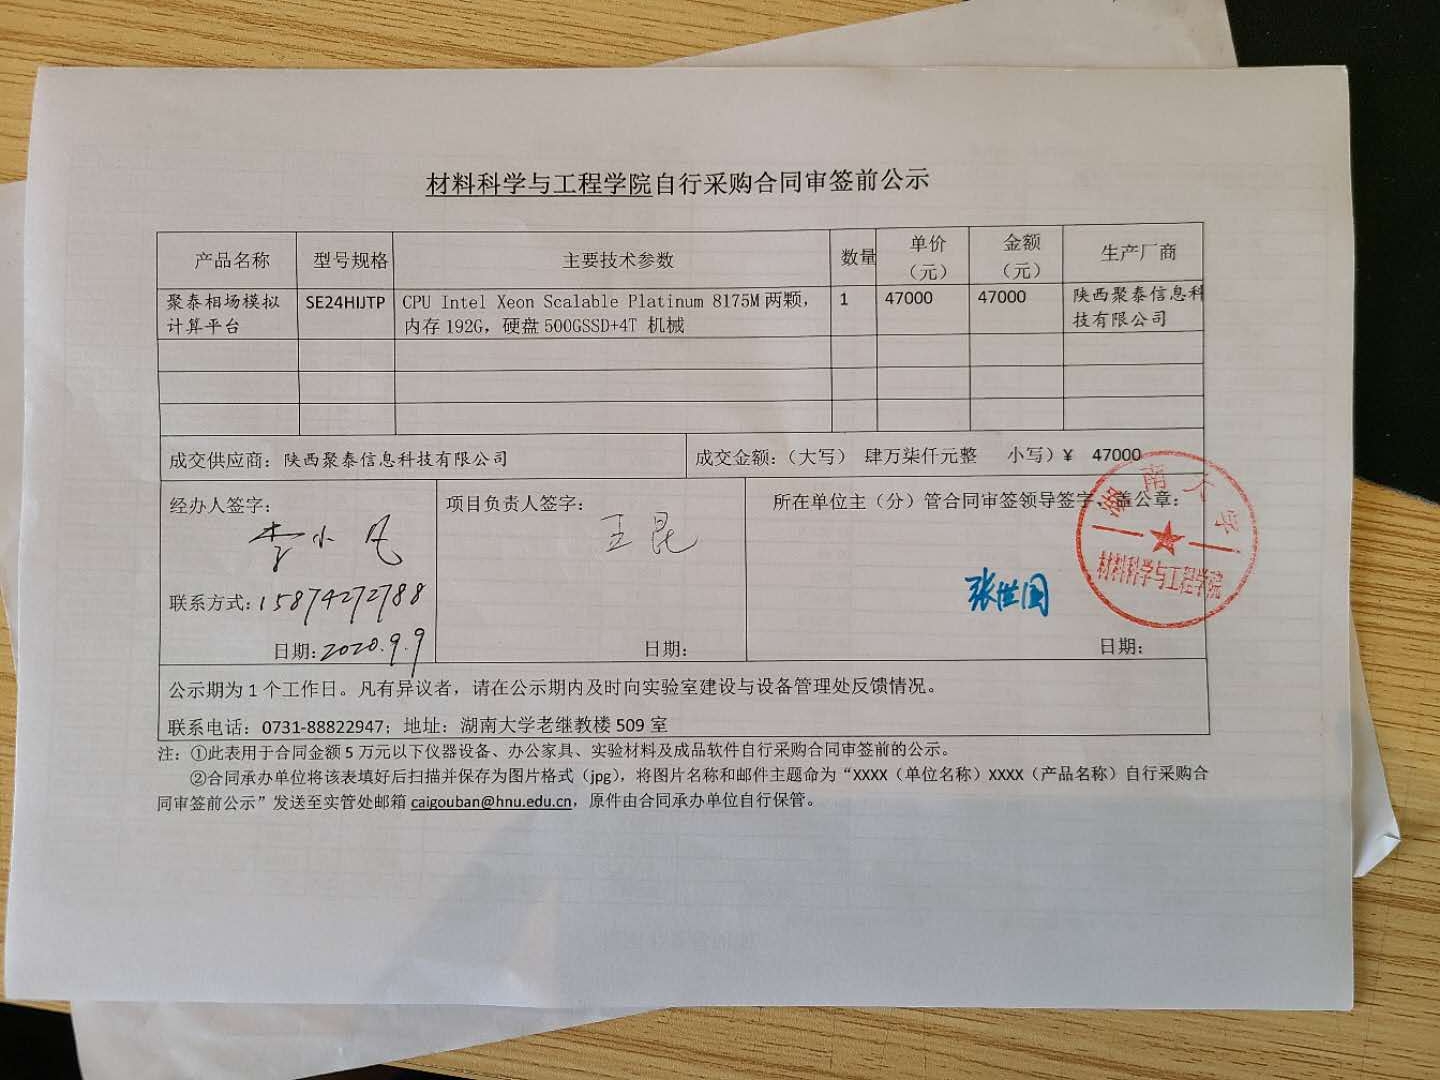 材料科学与工程学院自行采购合同审签前公示
产品名称 型号规格 主要技术参数 数量 单价（元） 金额（元） 生产厂商
聚泰相场模拟 SE24HIJTP CPU Intel Xeon Scalable Platinum 8175M 两颗， 1 47000 47000 陕西聚泰信息科
计算平台 内存 192G，硬盘 500GSSD+4T 机械 技有限公司
成交供应商：陕西聚泰信息科技有限公司 成交金额：（大写） 肆万柒仟元整 小写）¥ 47000
经办人签字： 项目负责人签字： 所在单位主（分）管合同审签领导签字、盖公章：
李小凡 王昆 张世国
湖南大学
材料科学与工程学院
联系方式：15874272788
日期：2020.9.9 日期： 日期：
公示期为 1 个工作日。凡有异议者，请在公示期内及时向实验室建设与设备管理处反馈情况。
联系电话：0731-88822947；地址：湖南大学老继教楼 509 室
注：①此表用于合同金额 5 万元以下仪器设备、办公家具、实验材料及成品软件自行采购合同审签前的公示。
②合同承办单位将该表填好后扫描并保存为图片格式（jpg），将图片名称和邮件主题命为“XXXX（单位名称）XXXX（产品名称）自行采购合
同审签前公示”发送至实管处邮箱 caigouban@hnu.edu.cn，原件由合同承办单位自行保管。